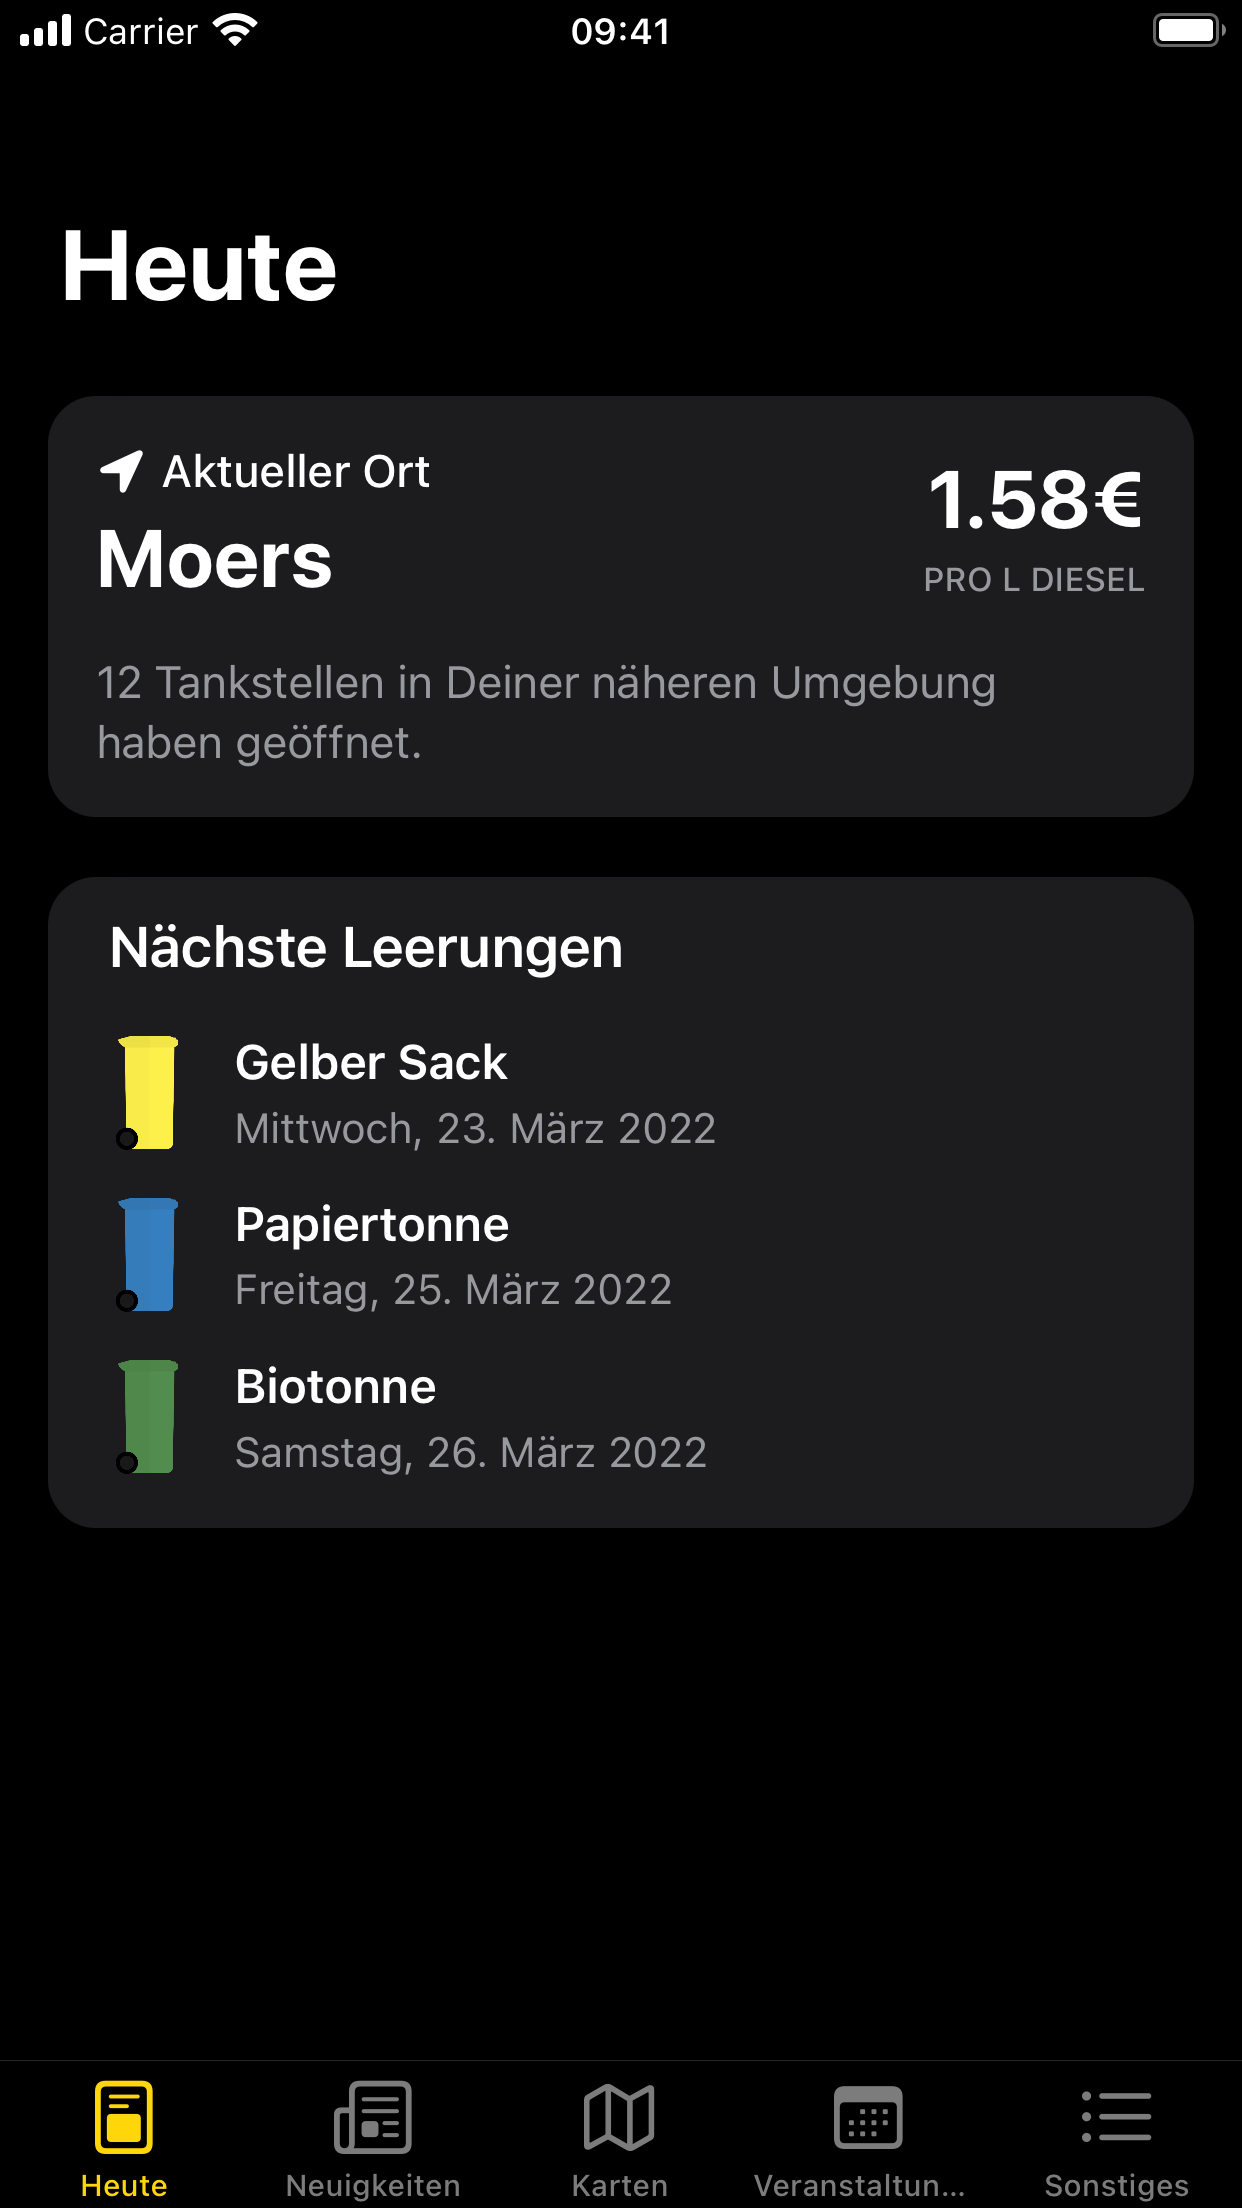 Carrier 09:41
Heute
Aktueller Ort
Moers
1.58€
PRO L DIESEL
12 Tankstellen in Deiner näheren Umgebung
haben geöffnet.
Nächste Leerungen
Gelber Sack
Mittwoch, 23. März 2022
Papiertonne
Freitag, 25. März 2022
Biotonne
Samstag, 26. März 2022
Heute Neuigkeiten Karten Veranstaltun... Sonstiges